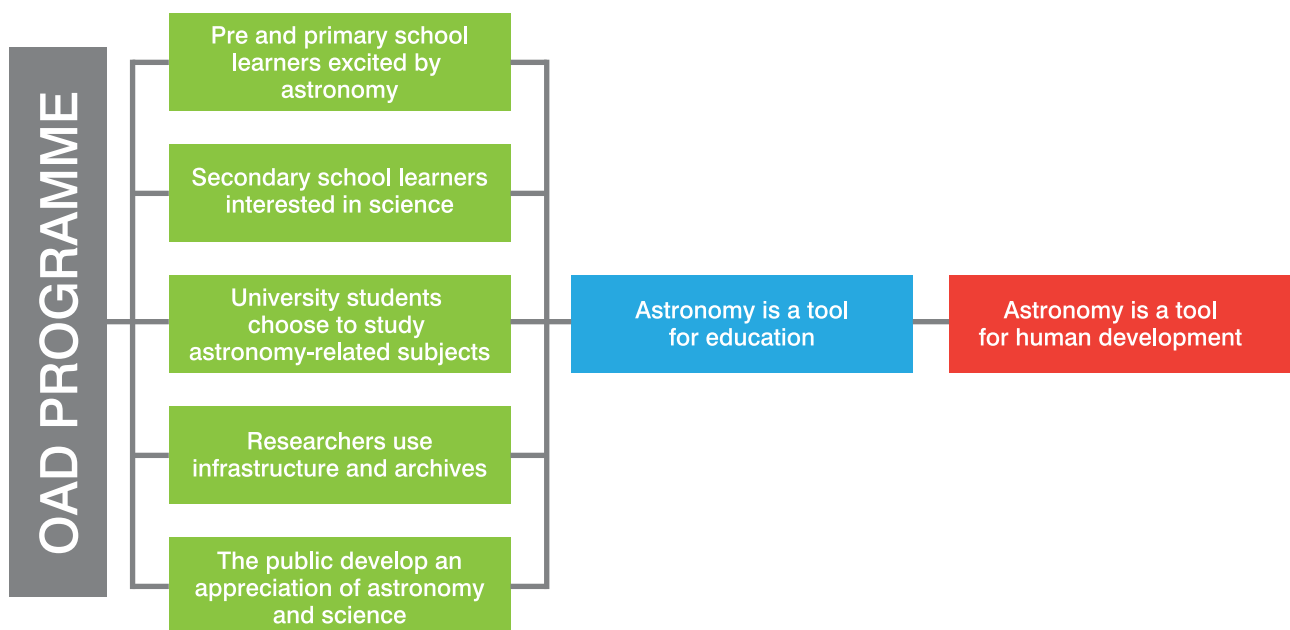 OAD PROGRAMME
Pre and primary school
learners excited by
astronomy
Secondary school learners
interested in science
University students
choose to study
astronomy-related subjects
Researchers use
infrastructure and archives
The public develop an
appreciation of astronomy
and science
Astronomy is a tool
for education
Astronomy is a tool
for human development